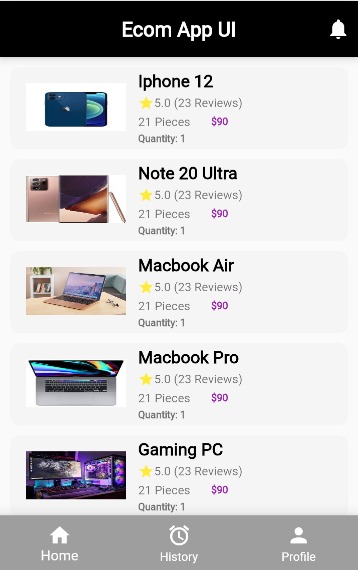 Ecom App UI
Iphone 12
5.0 (23 Reviews)
21 Pieces $90
Quantity: 1
Note 20 Ultra
5.0 (23 Reviews)
21 Pieces $90
Quantity: 1
Macbook Air
5.0 (23 Reviews)
21 Pieces $90
Quantity: 1
Macbook Pro
5.0 (23 Reviews)
21 Pieces $90
Quantity: 1
Gaming PC
5.0 (23 Reviews)
21 Pieces $90
Quantity: 1
Home History Profile